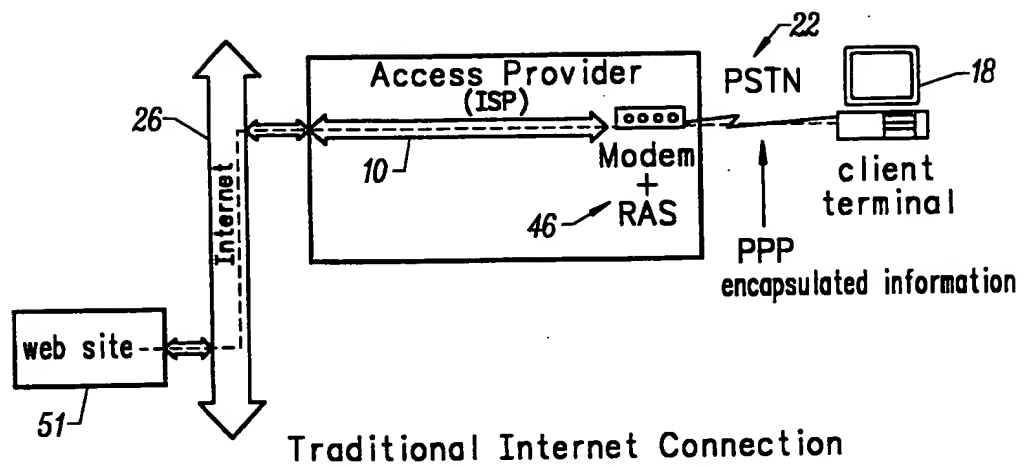 22
Access Provider
(ISP)
PSTN
18
26
Internet
10
Modem
+
RAS
46
client
terminal
PPP
encapsulated information
web site
51
Traditional Internet Connection